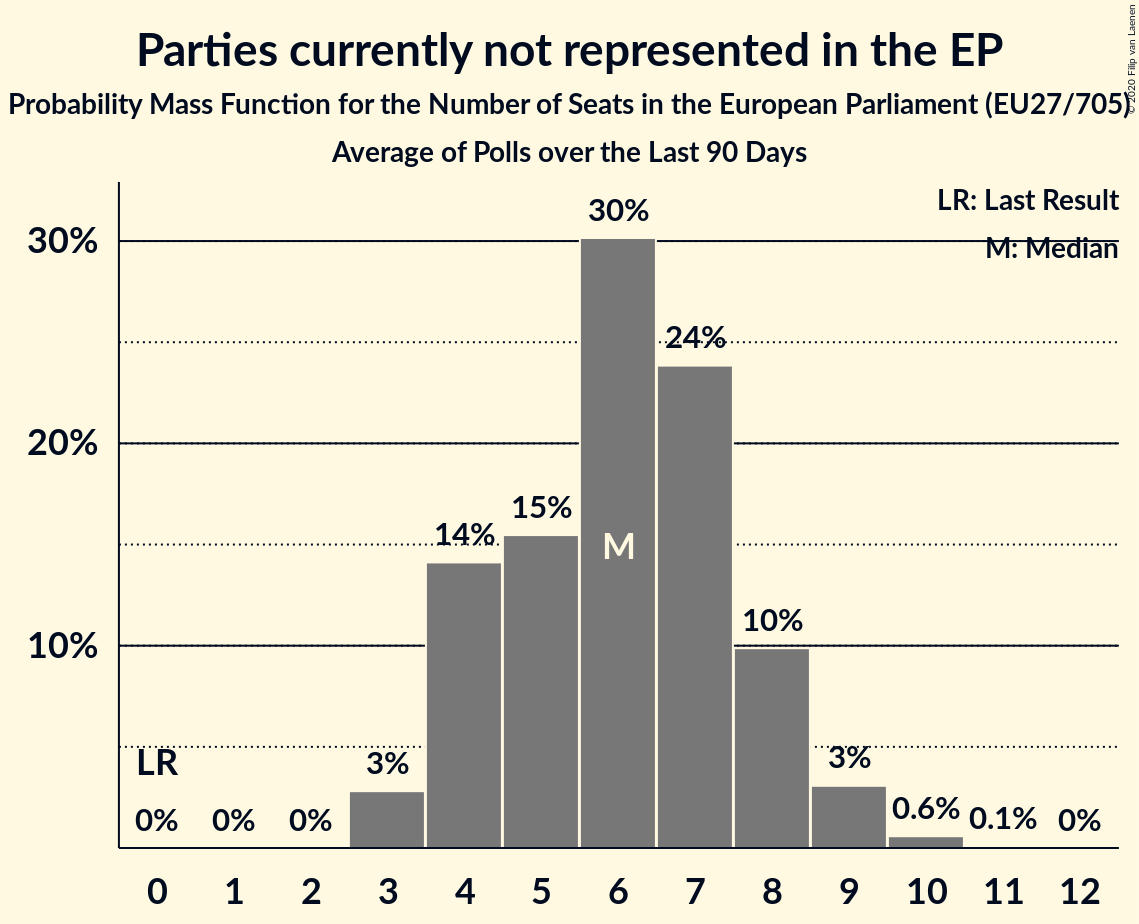 Parties currently not represented in the EP
Probability Mass Function for the Number of Seats in the European Parliament (EU27/705)
Average of Polls over the Last 90 Days
© 2020 Filip van Laenen
LR: Last Result
M: Median
30%
20%
10%
LR
0%
0%
0%
3%
14%
15%
30%
M
24%
10%
3%
0.6%
0.1%
0%
0 1 2 3 4 5 6 7 8 9 10 11 12